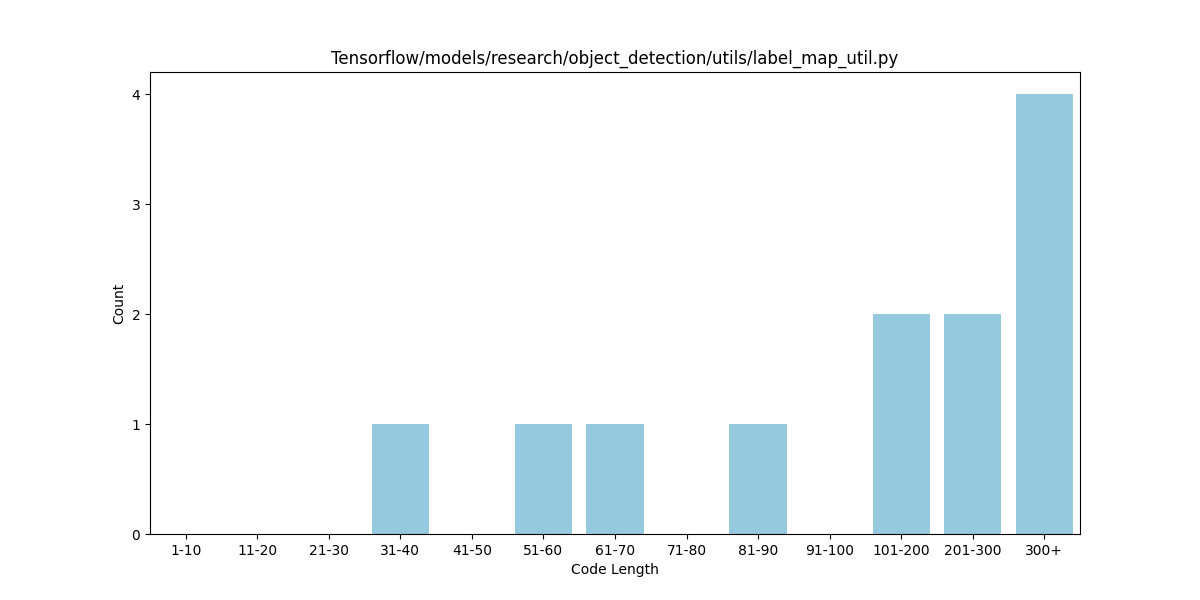 Tensorflow/models/research/object_detection/utils/label_map_util.py
4
3
2
1
0
Count
1-10 11-20 21-30 31-40 41-50 51-60 61-70 71-80 81-90 91-100 101-200 201-300 300+
Code Length